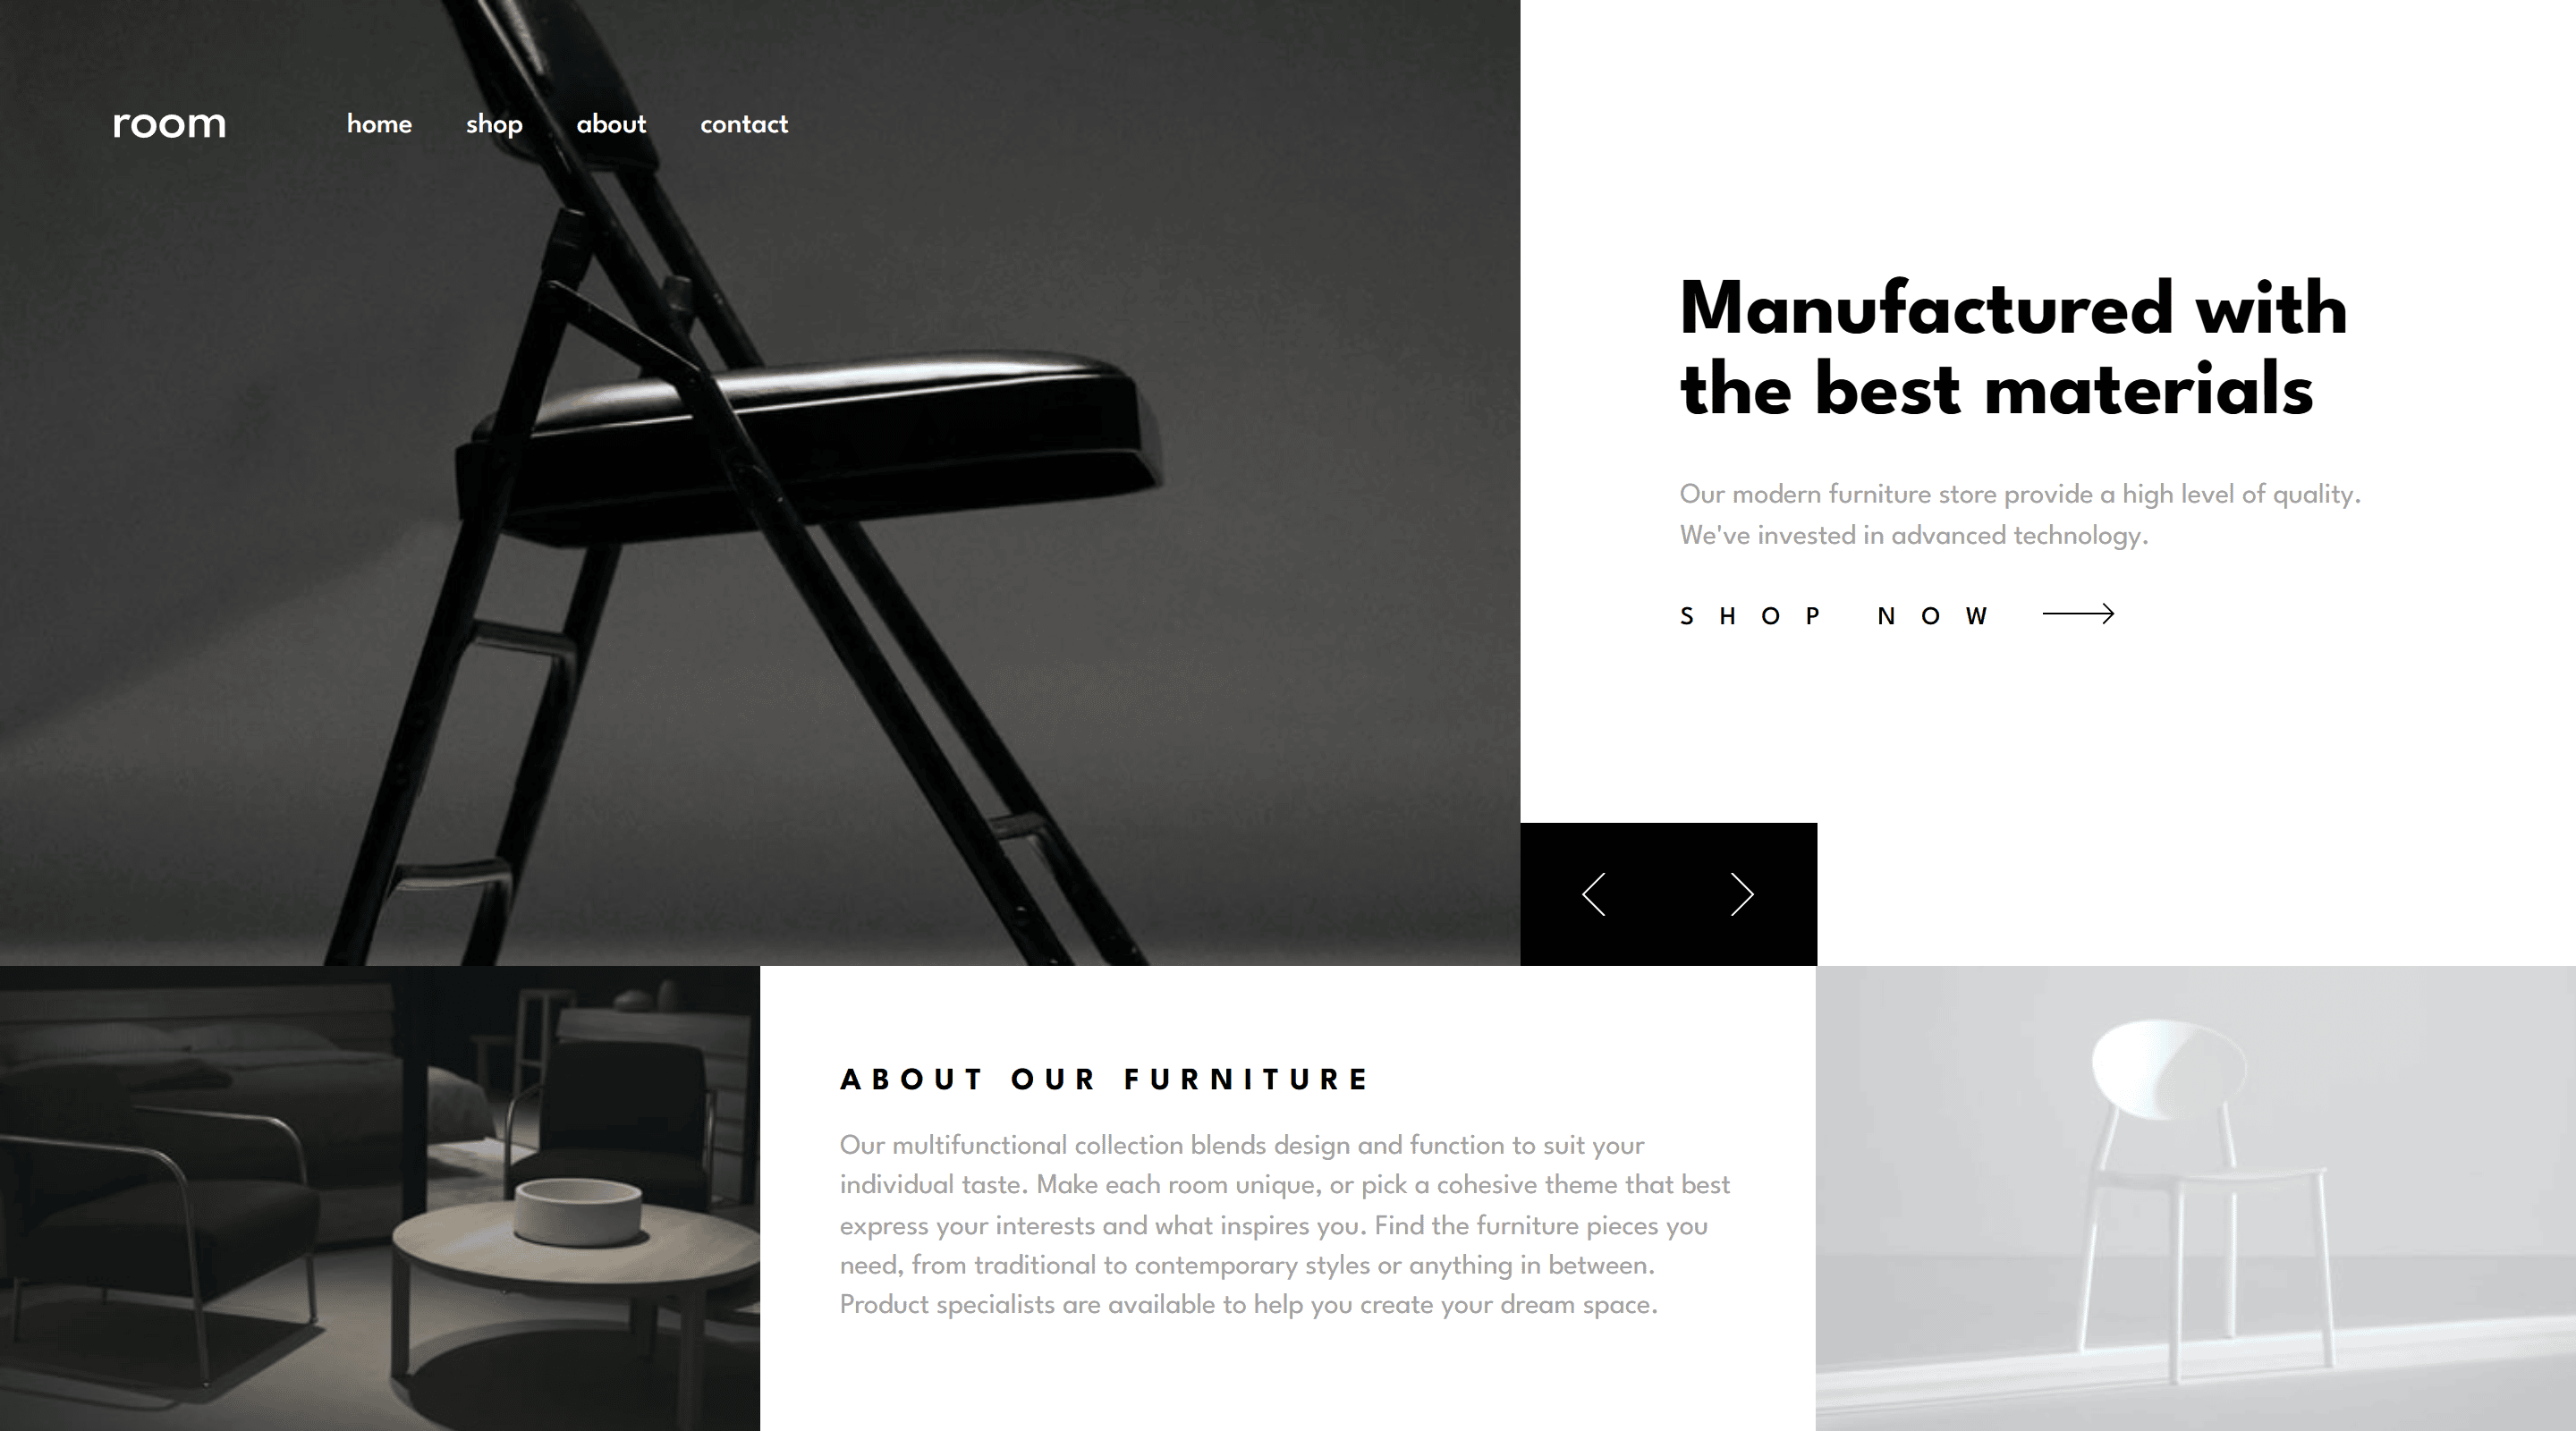 room
home shop about contact
Manufactured with
the best materials
Our modern furniture store provide a high level of quality.
We've invested in advanced technology.
SHOP NOW
ABOUT OUR FURNITURE
Our multifunctional collection blends design and function to suit your
individual taste. Make each room unique, or pick a cohesive theme that best
express your interests and what inspires you. Find the furniture pieces you
need, from traditional to contemporary styles or anything in between.
Product specialists are available to help you create your dream space.